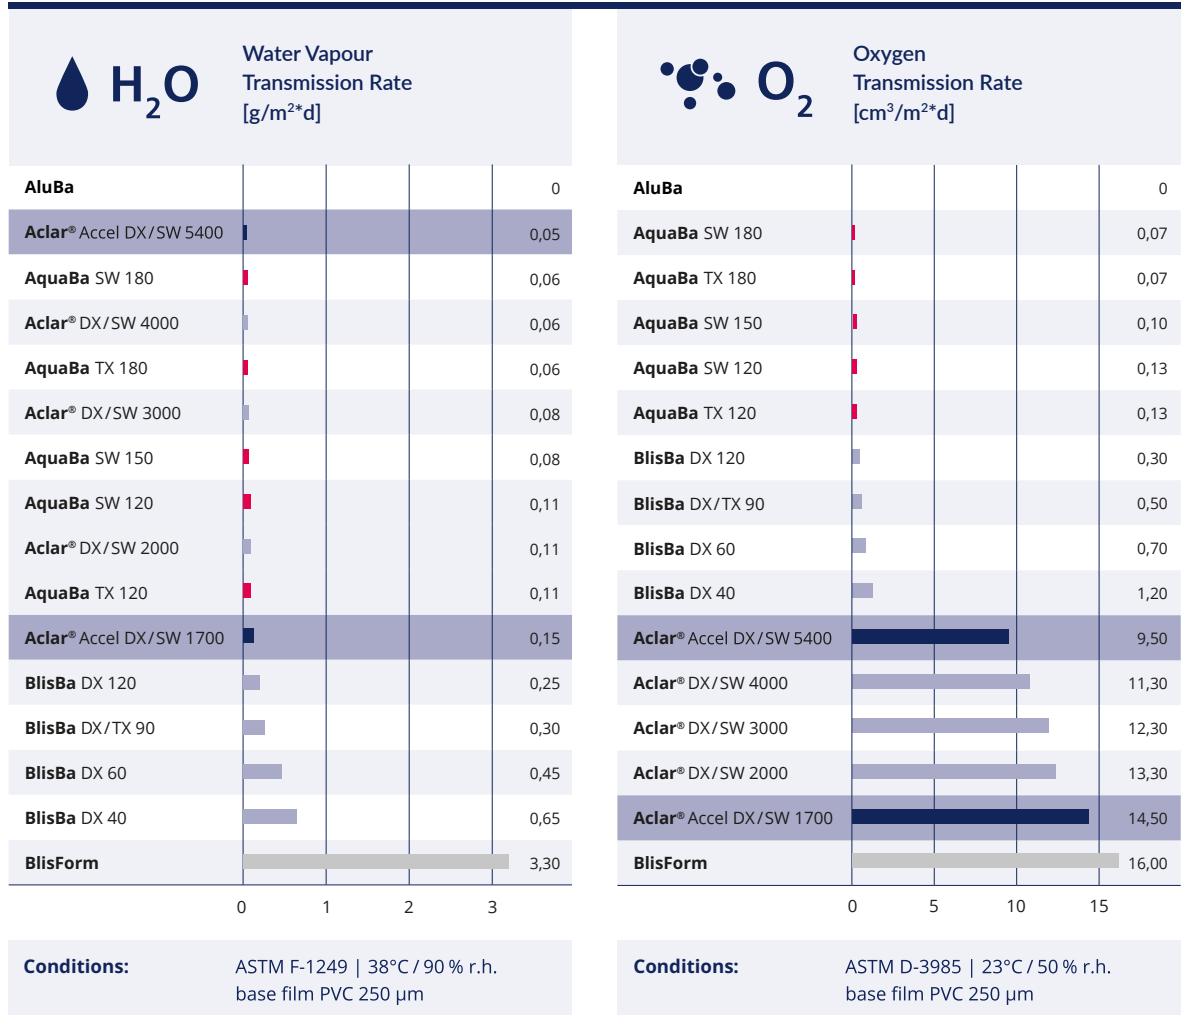 H2O
Water Vapour
Transmission Rate
[g/m²*d]
AluBa 0
Aclar® Accel DX/SW 5400 0,05
AquaBa SW 180 0,06
Aclar® DX/SW 4000 0,06
AquaBa TX 180 0,06
Aclar® DX/SW 3000 0,08
AquaBa SW 150 0,08
AquaBa SW 120 0,11
Aclar® DX/SW 2000 0,11
AquaBa TX 120 0,11
Aclar® Accel DX/SW 1700 0,15
BlisBa DX 120 0,25
BlisBa DX/TX 90 0,30
BlisBa DX 60 0,45
BlisBa DX 40 0,65
BlisForm 3,30
0 1 2 3
Conditions: ASTM F-1249 | 38°C / 90 % r.h.
base film PVC 250 µm
O2
Oxygen
Transmission Rate
[cm³/m²*d]
AluBa 0
AquaBa SW 180 0,07
AquaBa TX 180 0,07
AquaBa SW 150 0,10
AquaBa SW 120 0,13
AquaBa TX 120 0,13
BlisBa DX 120 0,30
BlisBa DX/TX 90 0,50
BlisBa DX 60 0,70
BlisBa DX 40 1,20
Aclar® Accel DX/SW 5400 9,50
Aclar® DX/SW 4000 11,30
Aclar® DX/SW 3000 12,30
Aclar® DX/SW 2000 13,30
Aclar® Accel DX/SW 1700 14,50
BlisForm 16,00
0 5 10 15
Conditions: ASTM D-3985 | 23°C / 50 % r.h.
base film PVC 250 µm